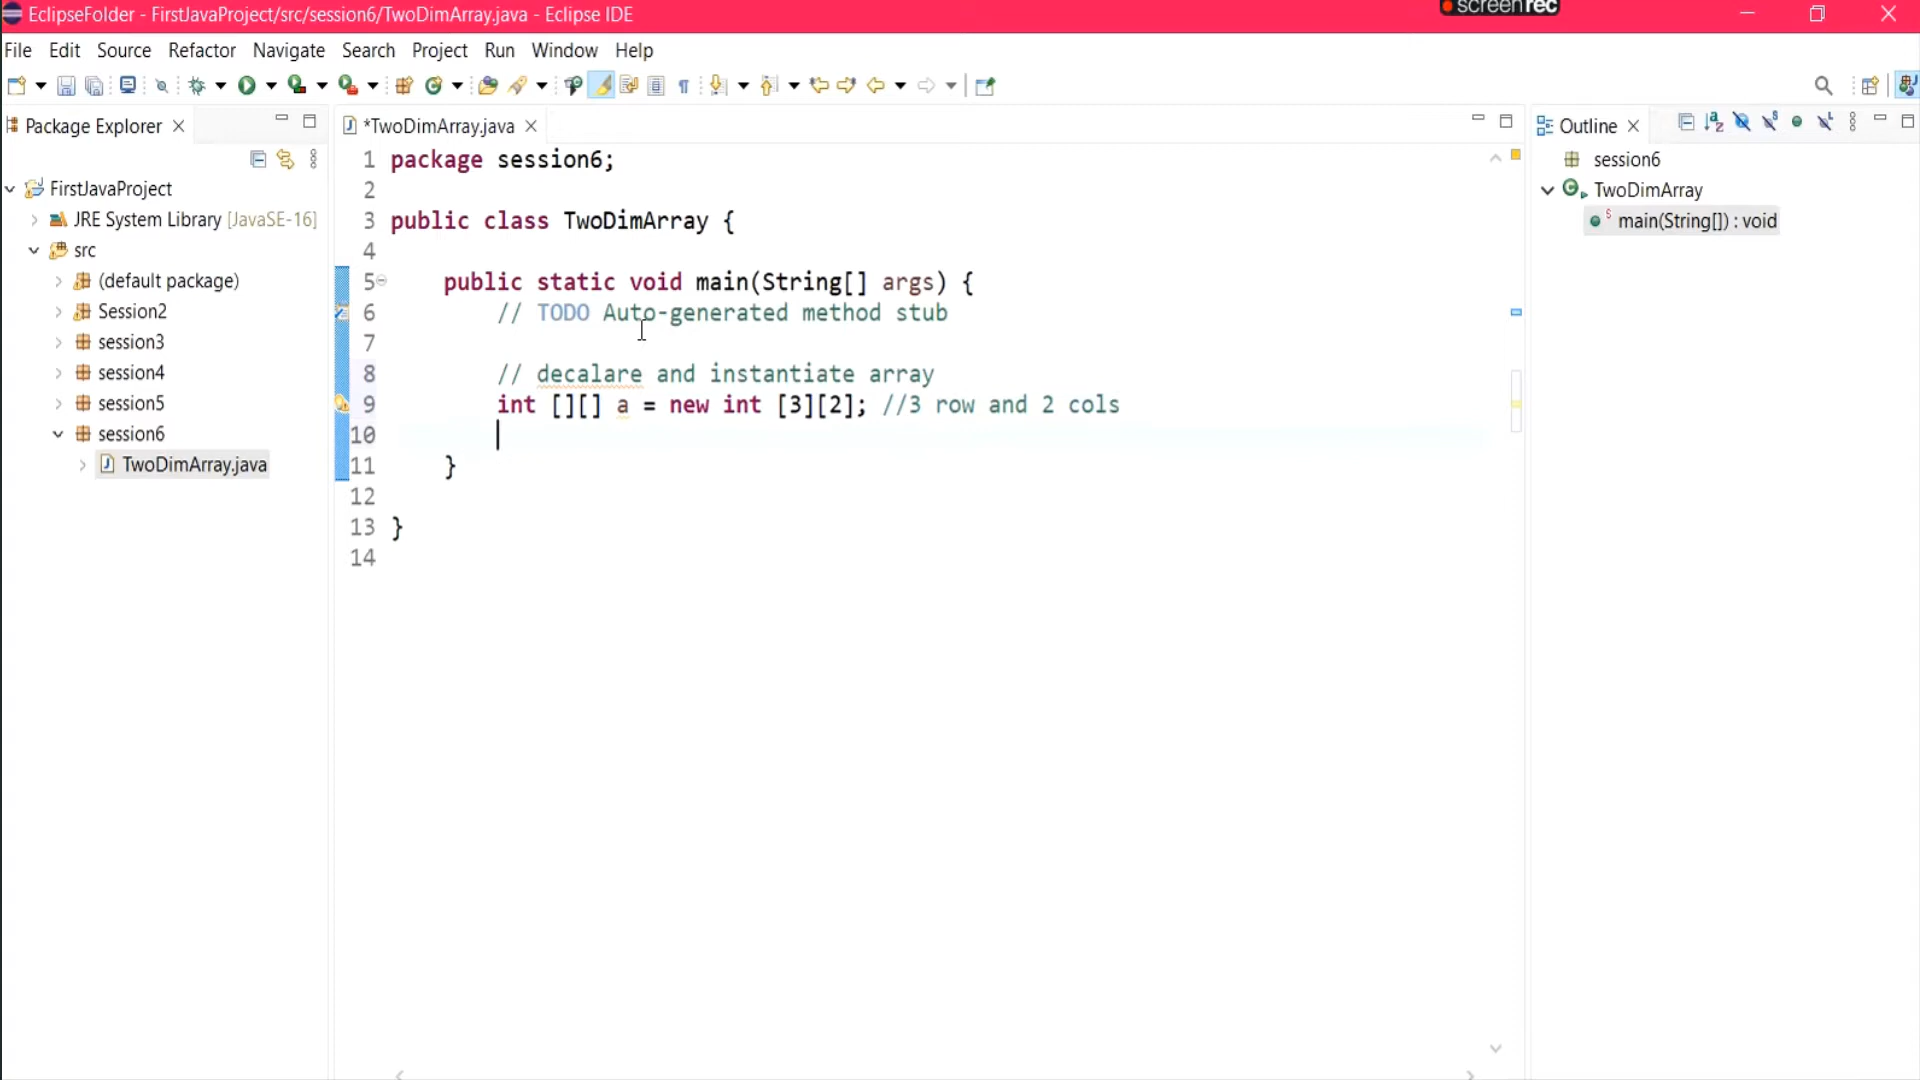 EclipseFolder - FirstJavaProject/src/session6/TwoDimArray.java - Eclipse IDE
screenrec
File Edit Source Refactor Navigate Search Project Run Window Help
Package Explorer
FirstJavaProject
JRE System Library [JavaSE-16]
src
(default package)
Session2
session3
session4
session5
session6
TwoDimArray.java
*TwoDimArray.java
1 package session6;
2
3 public class TwoDimArray {
4
5 public static void main(String[] args) {
6 // TODO Auto-generated method stub
7
8 // decalare and instantiate array
9 int [][] a = new int [3][2]; //3 row and 2 cols
10
11 }
12
13 }
14
Outline
session6
TwoDimArray
main(String[]) : void